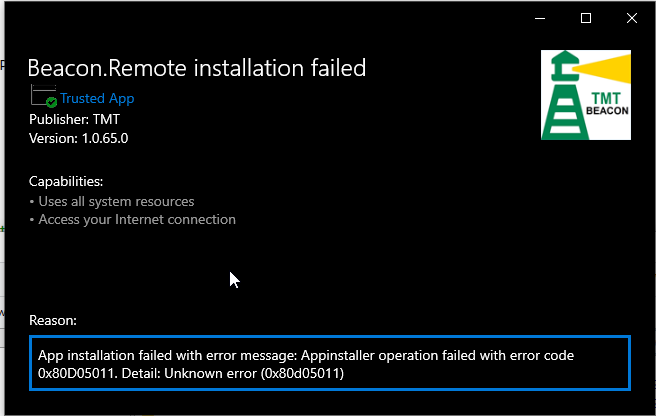 Beacon.Remote installation failed
Trusted App
Publisher: TMT
Version: 1.0.65.0
TMT
BEACON
Capabilities:
• Uses all system resources
• Access your Internet connection
Reason:
App installation failed with error message: Appinstaller operation failed with error code
0x80D05011. Detail: Unknown error (0x80d05011)